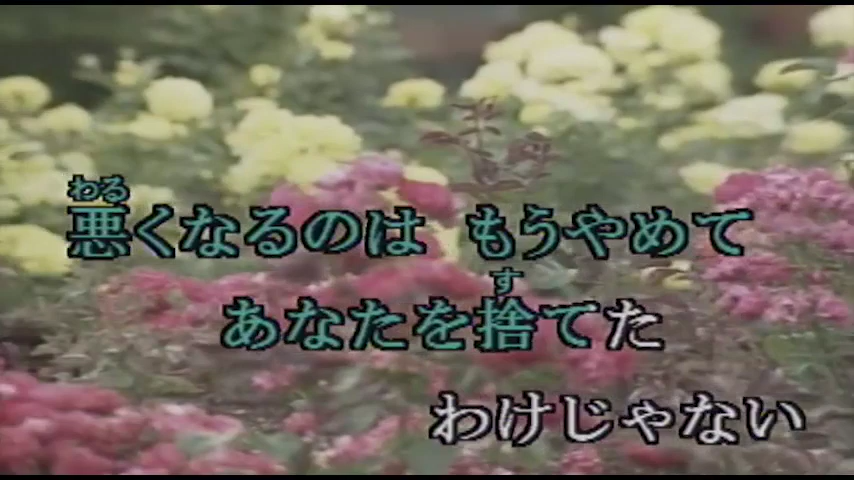 わる
悪くなるのは もうやめて
す
あなたを捨てた
わけじゃない